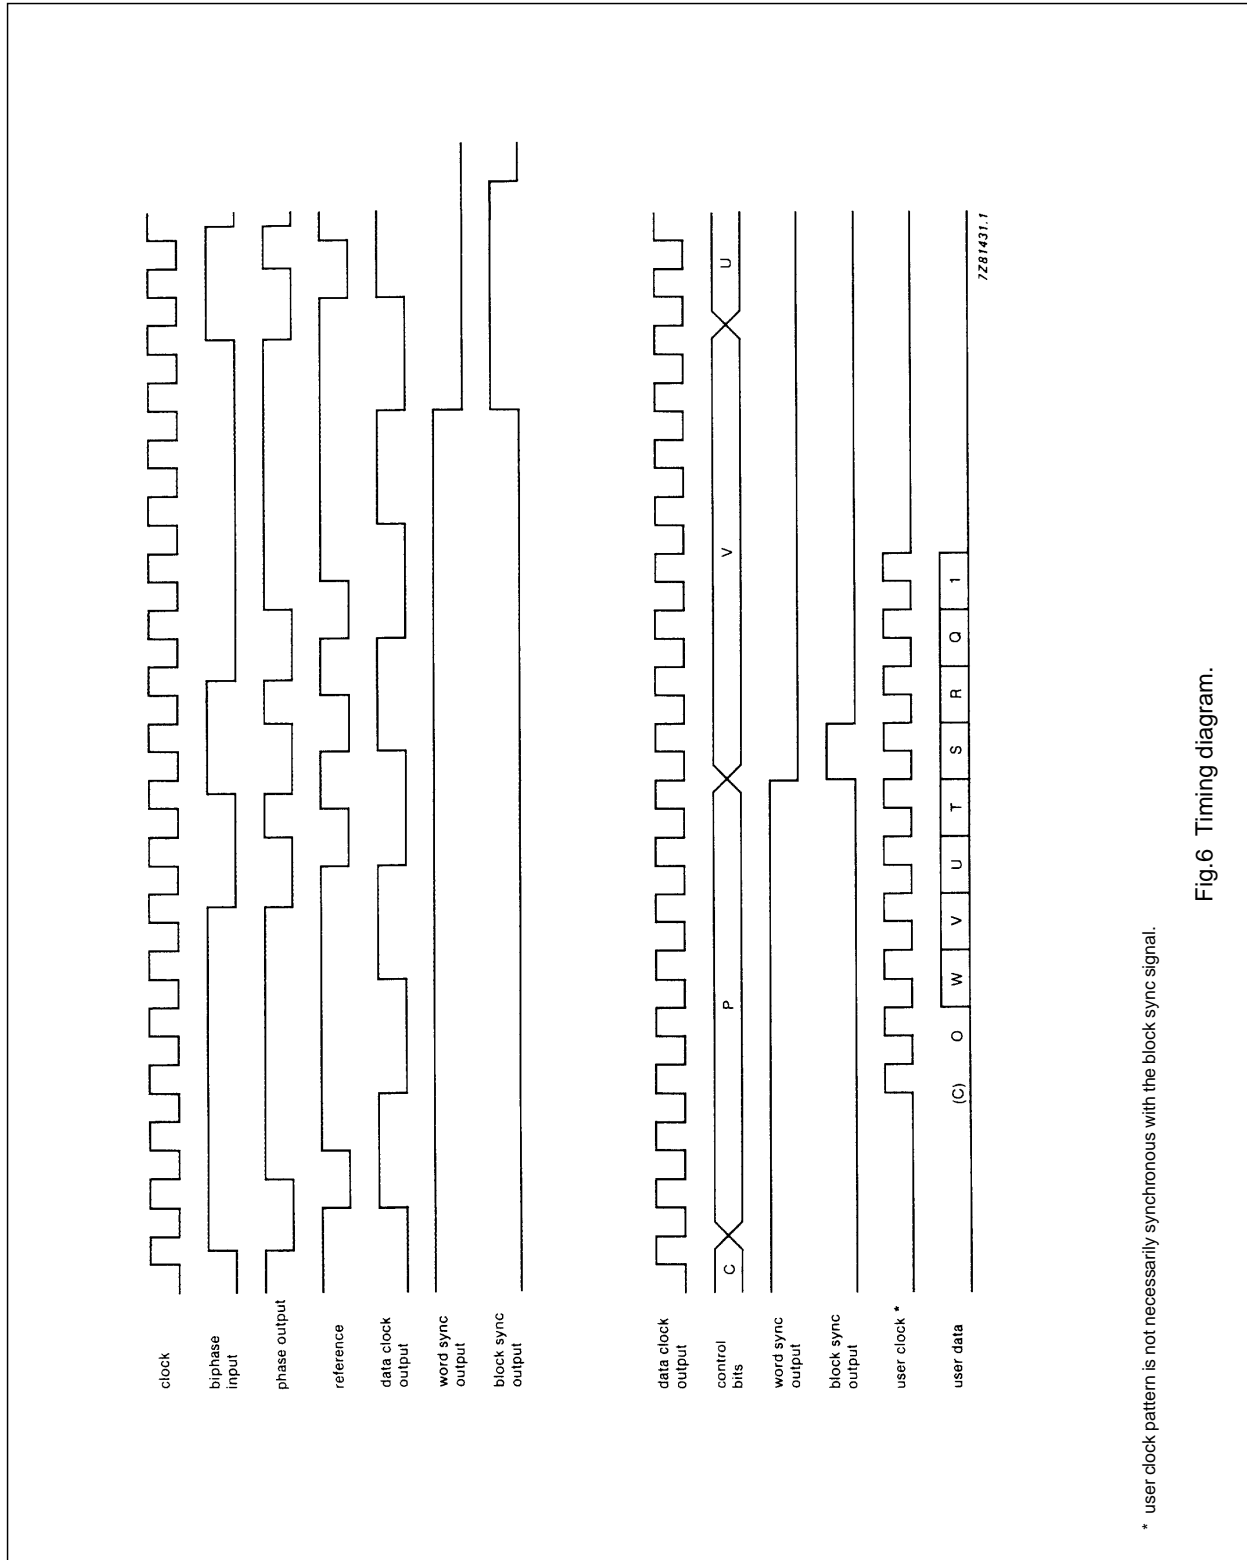 clock
biphase
input
phase output
reference
data clock
output
word sync
output
block sync
output
data clock
output
control
bits
C
P
V
U
word sync
output
block sync
output
user clock *
user data
(C) O W V U T S R Q 1
7Z81431.1
* user clock pattern is not necessarily synchronous with the block sync signal.
Fig.6 Timing diagram.